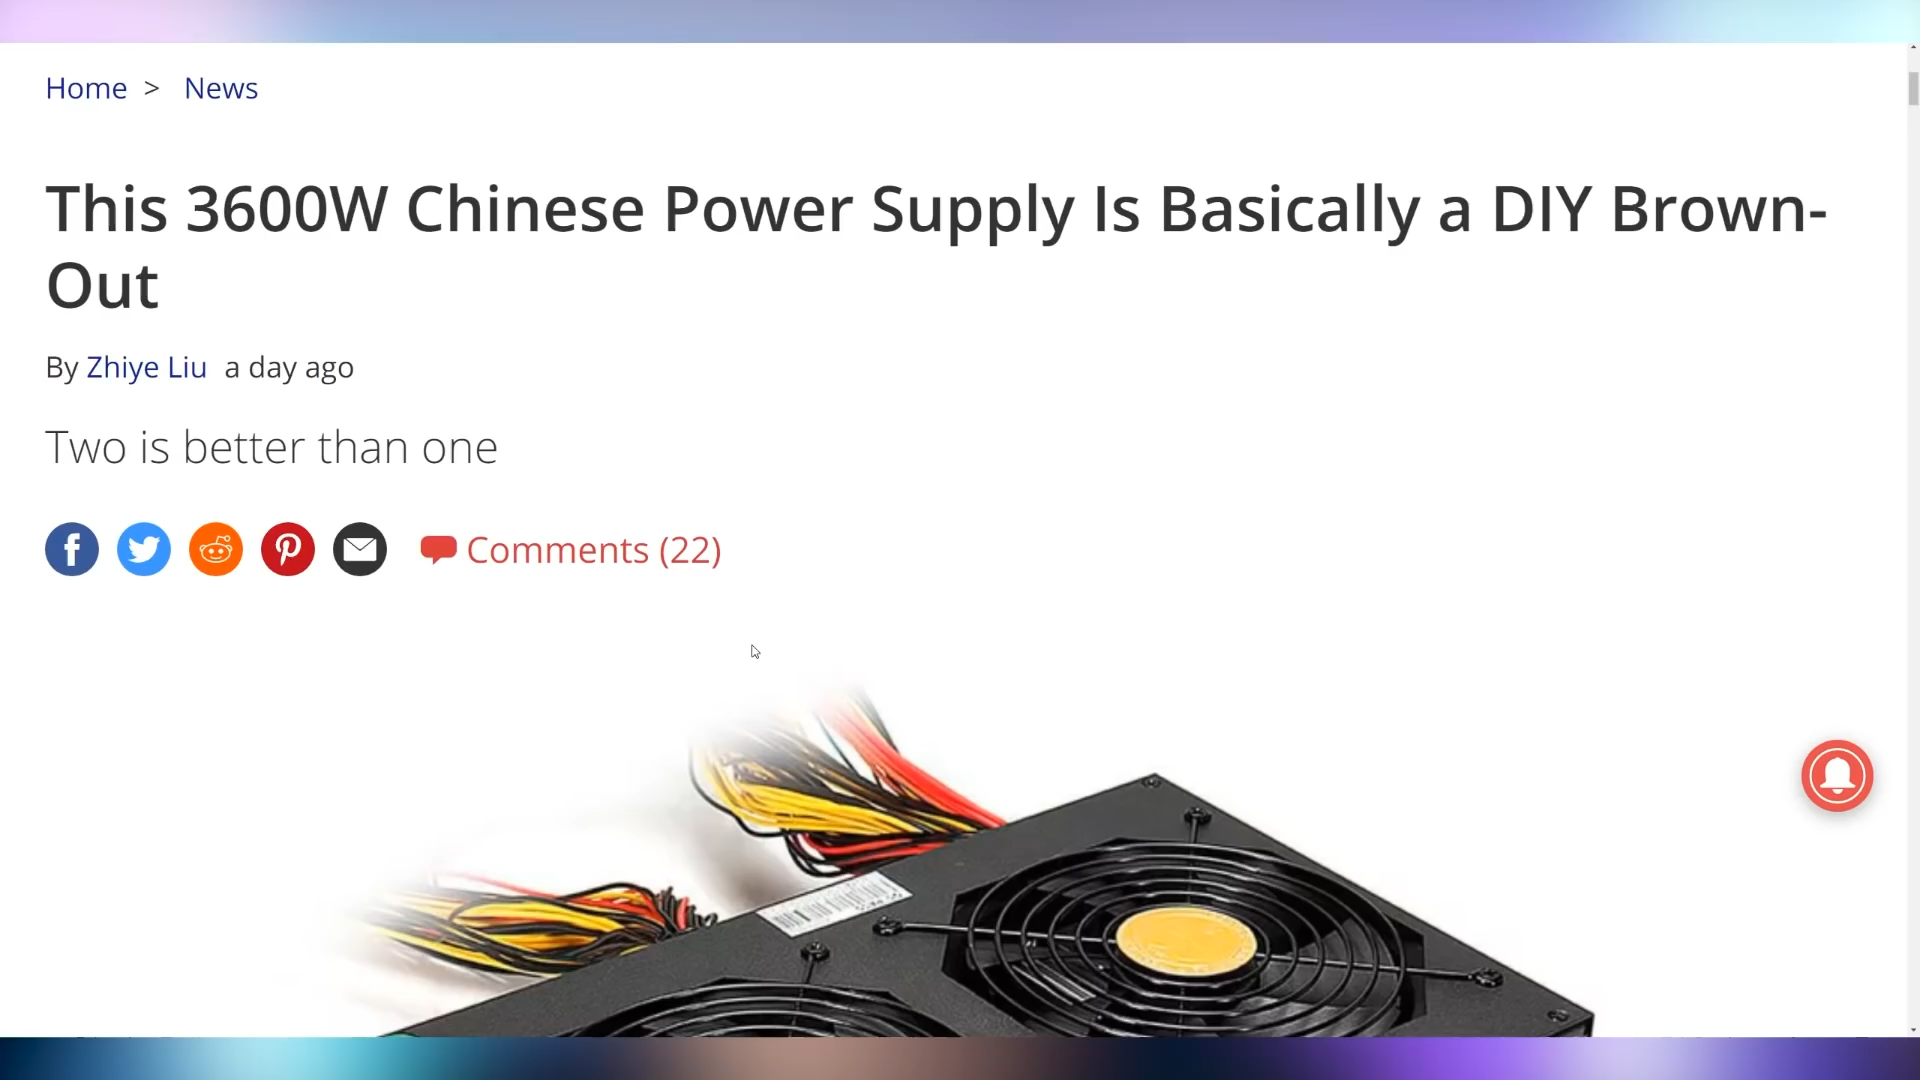 Home > News
This 3600W Chinese Power Supply Is Basically a DIY Brown-
Out
By Zhiye Liu a day ago
Two is better than one
Comments (22)